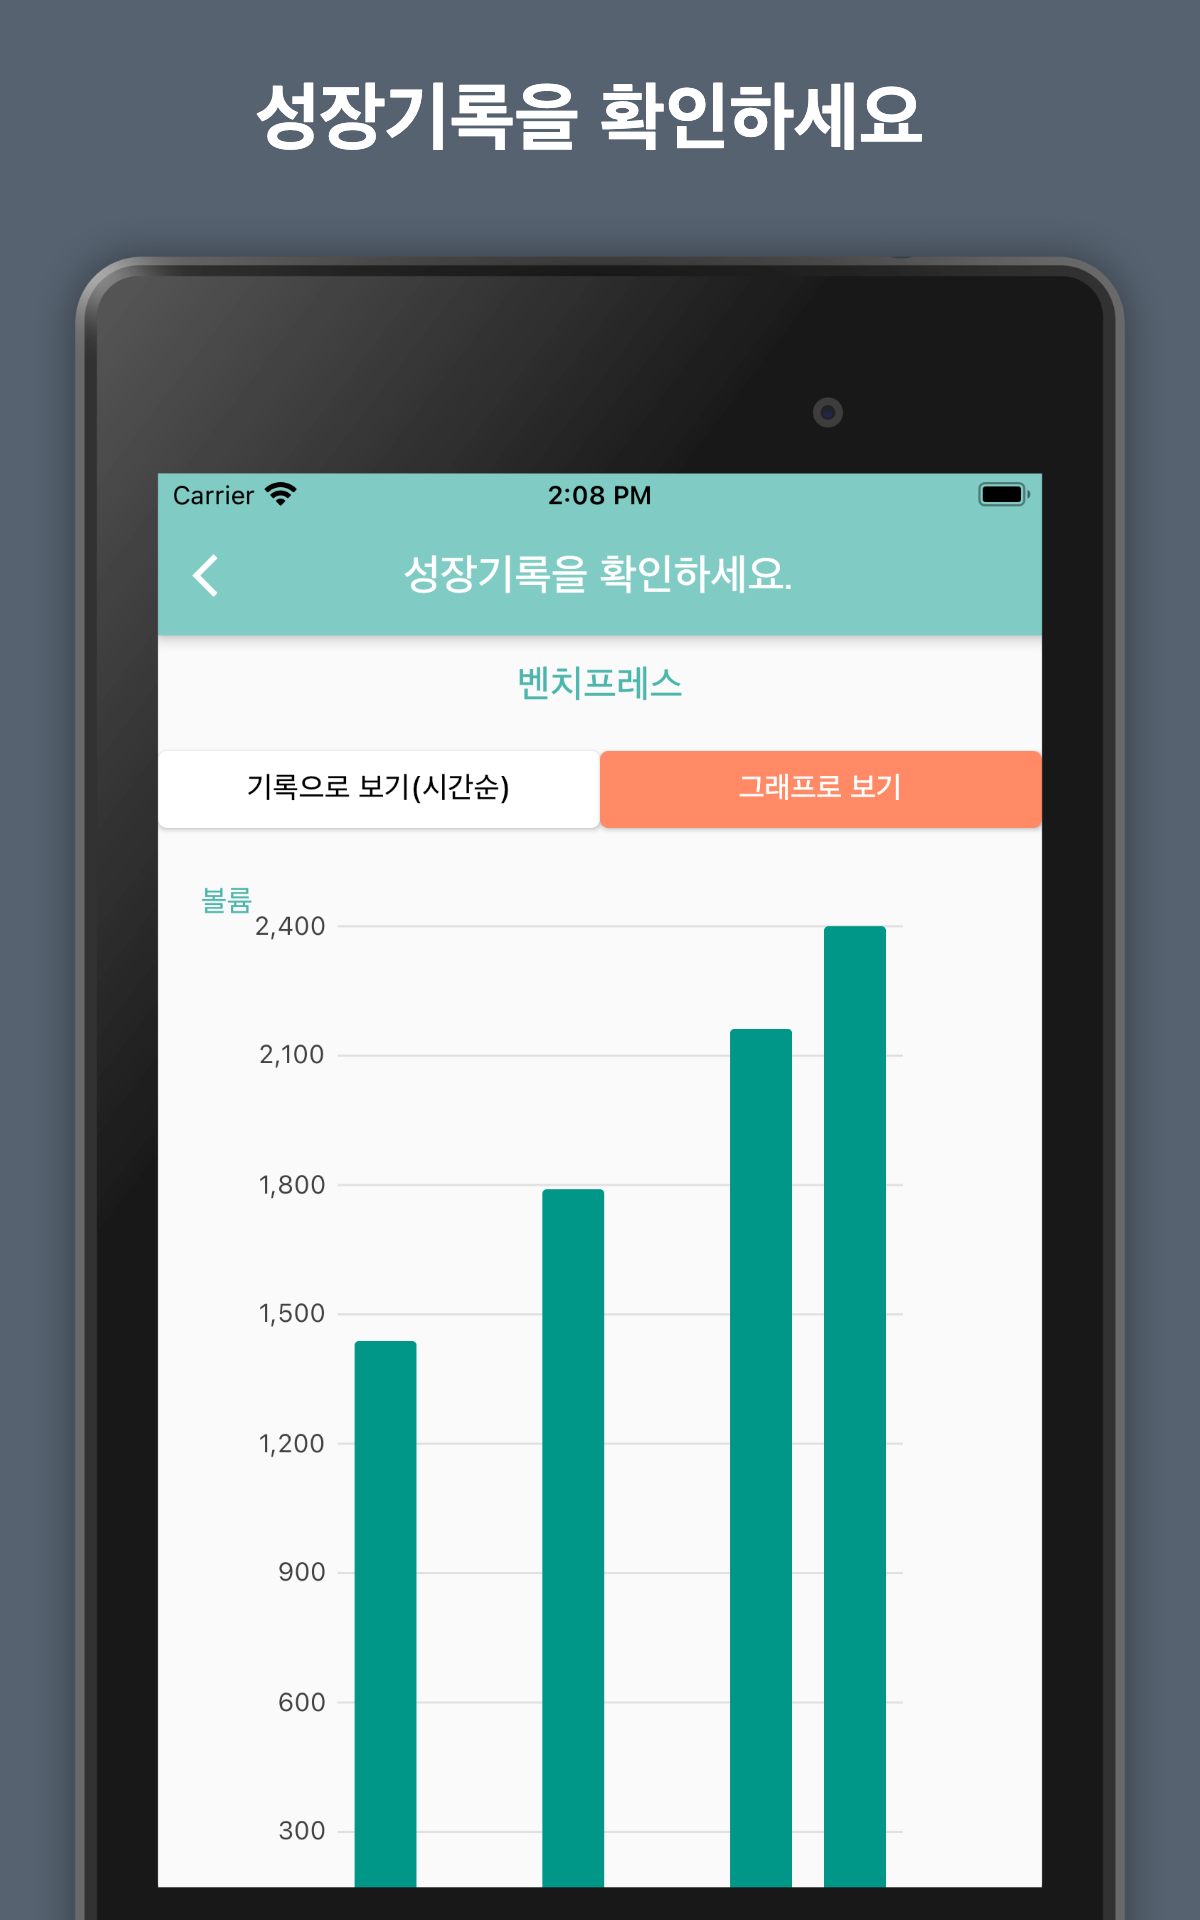 성장기록을 확인하세요
Carrier 2:08 PM
성장기록을 확인하세요.
벤치프레스
기록으로 보기(시간순) 그래프로 보기
볼륨
2,400
2,100
1,800
1,500
1,200
900
600
300